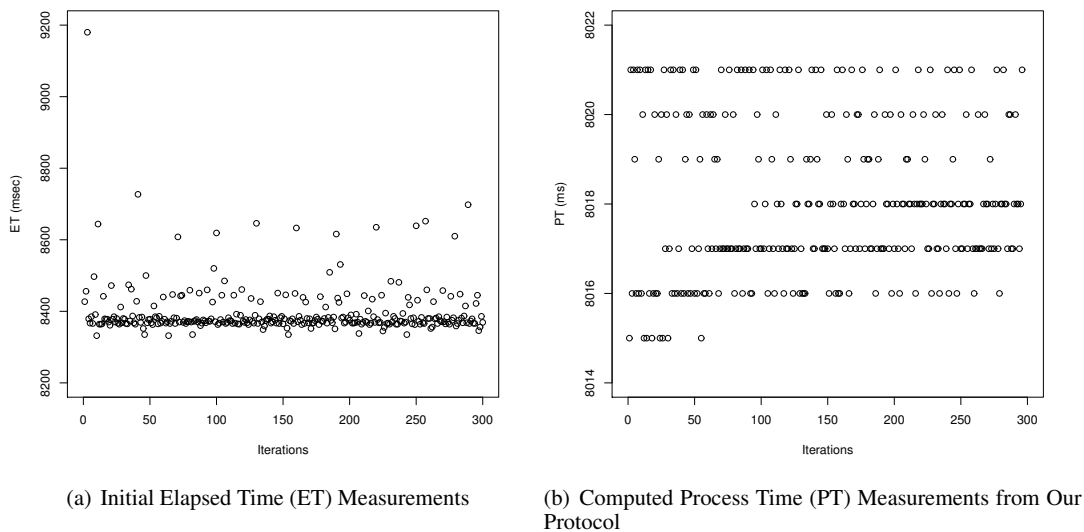 9200
9000
8800
8600
8400
8200
ET (msec)
0 50 100 150 200 250 300
Iterations
(a) Initial Elapsed Time (ET) Measurements
8022
8020
8018
8016
8014
PT (ms)
0 50 100 150 200 250 300
Iterations
(b) Computed Process Time (PT) Measurements from Our
Protocol